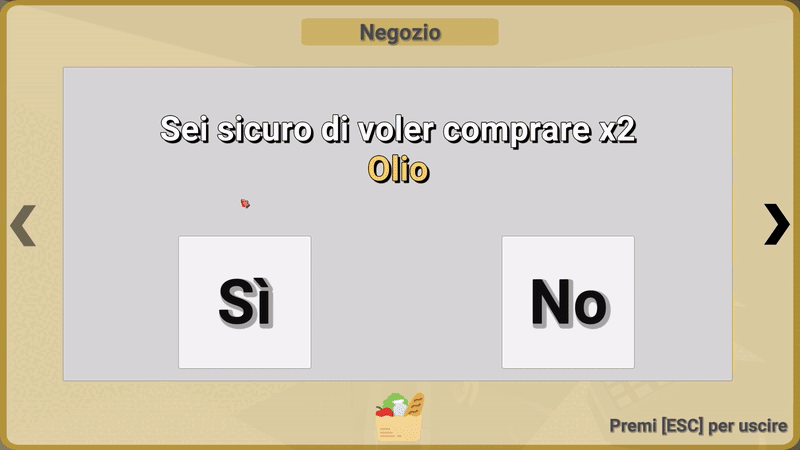 Negozio
Sei sicuro di voler comprare x2
Olio
Sì
No
Premi [ESC] per uscire